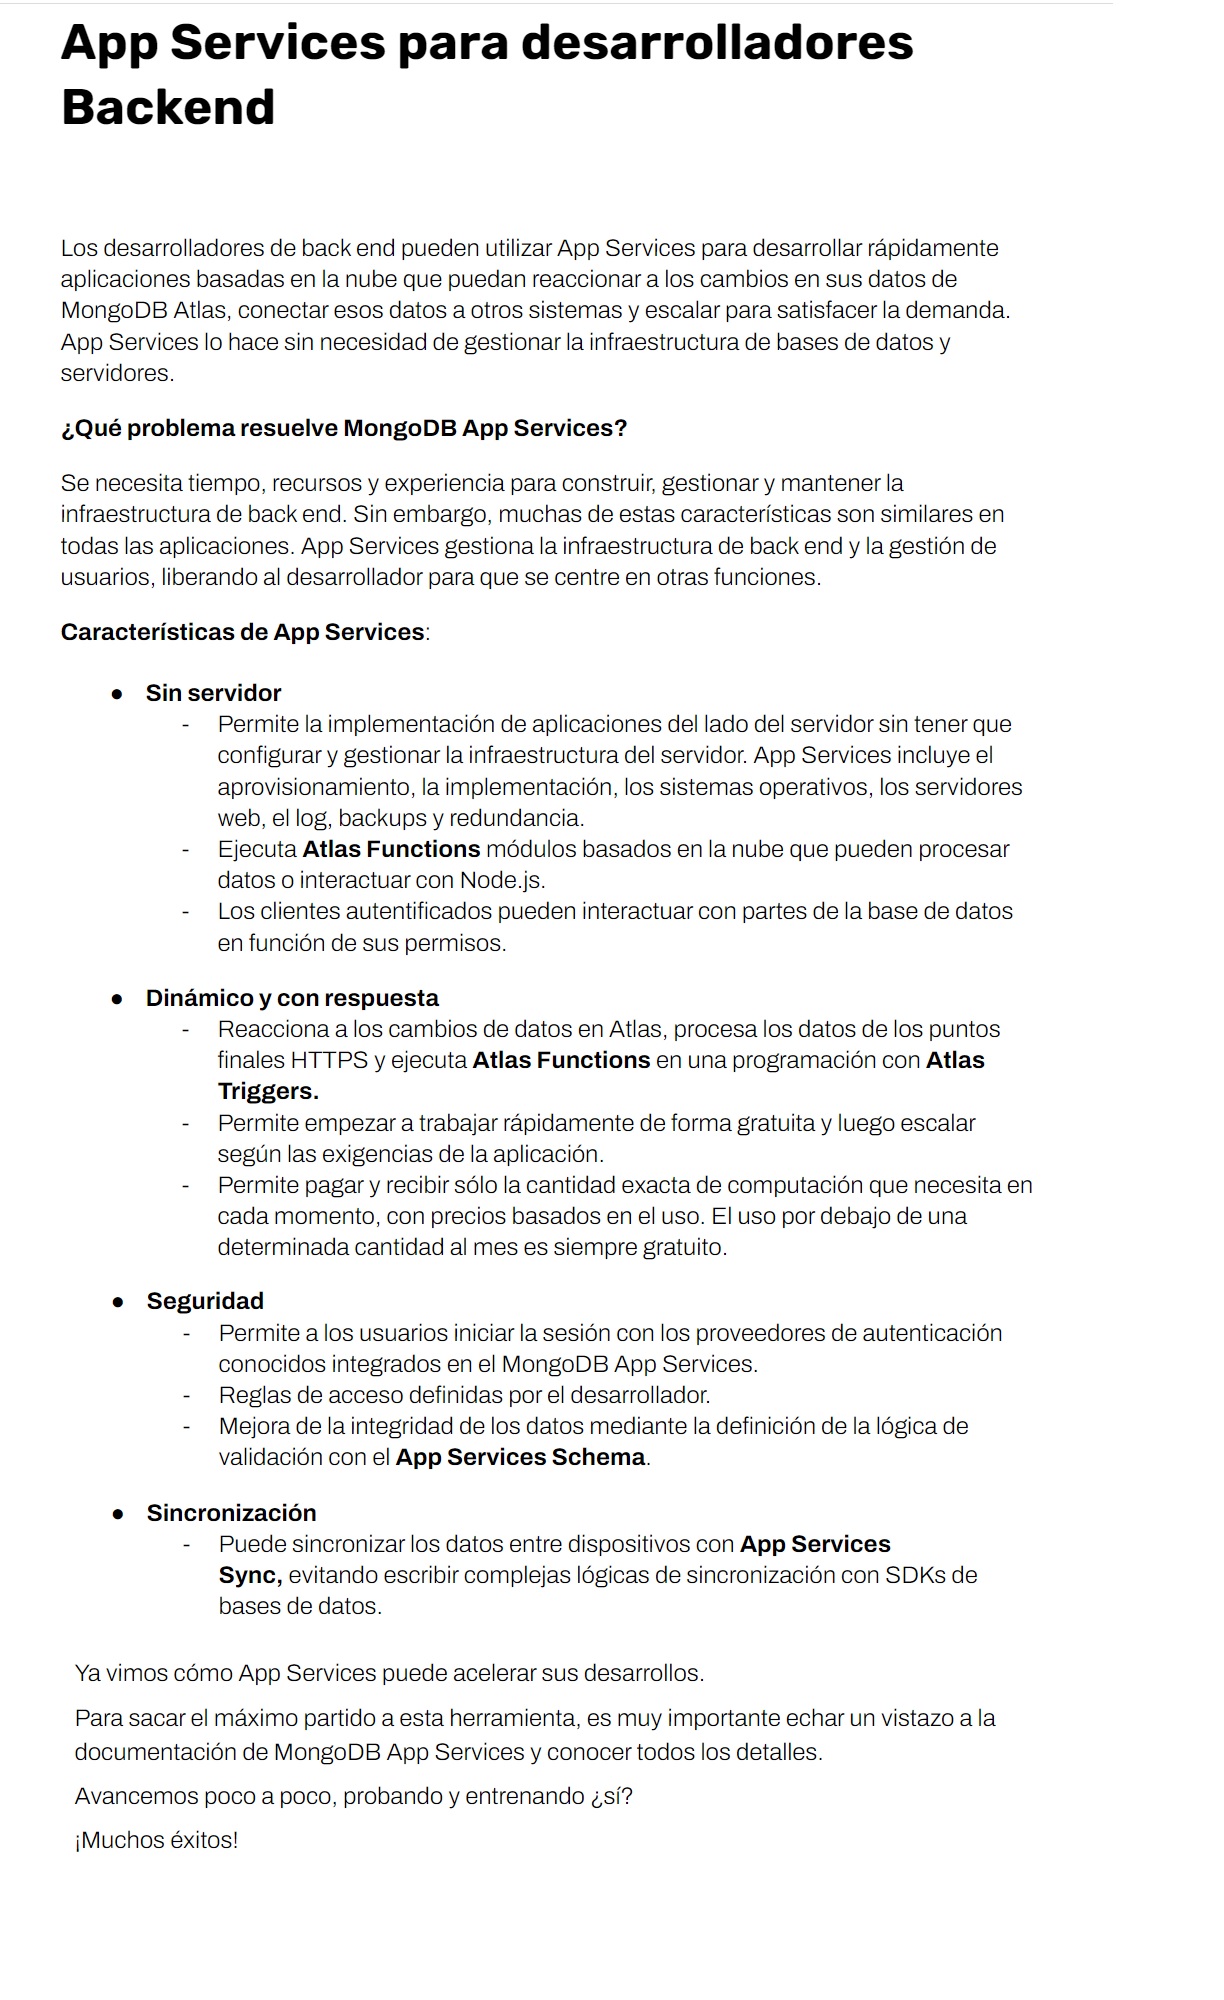 App Services para desarrolladores
Backend
Los desarrolladores de back end pueden utilizar App Services para desarrollar rápidamente
aplicaciones basadas en la nube que puedan reaccionar a los cambios en sus datos de
MongoDB Atlas, conectar esos datos a otros sistemas y escalar para satisfacer la demanda.
App Services lo hace sin necesidad de gestionar la infraestructura de bases de datos y
servidores.
¿Qué problema resuelve MongoDB App Services?
Se necesita tiempo, recursos y experiencia para construir, gestionar y mantener la
infraestructura de back end. Sin embargo, muchas de estas características son similares en
todas las aplicaciones. App Services gestiona la infraestructura de back end y la gestión de
usuarios, liberando al desarrollador para que se centre en otras funciones.
Características de App Services:
● Sin servidor
- Permite la implementación de aplicaciones del lado del servidor sin tener que
configurar y gestionar la infraestructura del servidor. App Services incluye el
aprovisionamiento, la implementación, los sistemas operativos, los servidores
web, el log, backups y redundancia.
- Ejecuta Atlas Functions módulos basados en la nube que pueden procesar
datos o interactuar con Node.js.
- Los clientes autentificados pueden interactuar con partes de la base de datos
en función de sus permisos.
● Dinámico y con respuesta
- Reacciona a los cambios de datos en Atlas, procesa los datos de los puntos
finales HTTPS y ejecuta Atlas Functions en una programación con Atlas
Triggers.
- Permite empezar a trabajar rápidamente de forma gratuita y luego escalar
según las exigencias de la aplicación.
- Permite pagar y recibir sólo la cantidad exacta de computación que necesita en
cada momento, con precios basados en el uso. El uso por debajo de una
determinada cantidad al mes es siempre gratuito.
● Seguridad
- Permite a los usuarios iniciar la sesión con los proveedores de autenticación
conocidos integrados en el MongoDB App Services.
- Reglas de acceso definidas por el desarrollador.
- Mejora de la integridad de los datos mediante la definición de la lógica de
validación con el App Services Schema.
● Sincronización
- Puede sincronizar los datos entre dispositivos con App Services
Sync, evitando escribir complejas lógicas de sincronización con SDKs de
bases de datos.
Ya vimos cómo App Services puede acelerar sus desarrollos.
Para sacar el máximo partido a esta herramienta, es muy importante echar un vistazo a la
documentación de MongoDB App Services y conocer todos los detalles.
Avancemos poco a poco, probando y entrenando ¿sí?
¡Muchos éxitos!